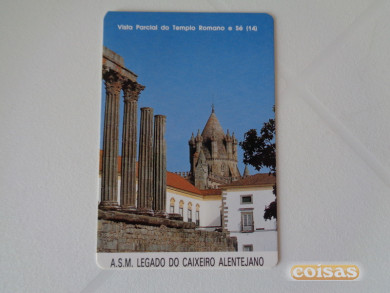 Vista Parcial do Templo Romano e Sé (14)
A.S.M. LEGADO DO CAIXEIRO ALENTEJANO
coisas